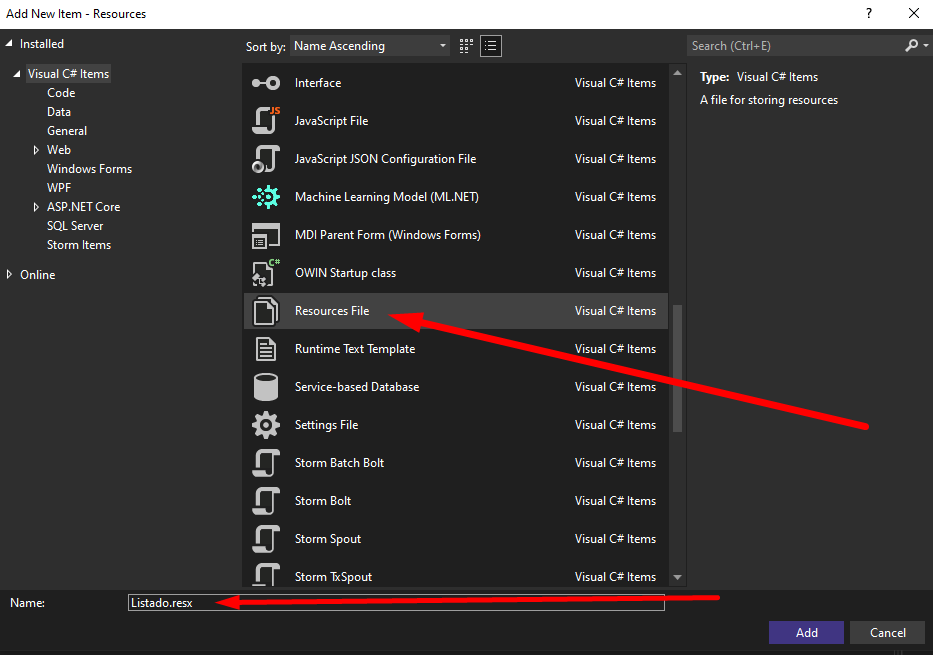 Add New Item - Resources
?
Installed
Visual C# Items
Code
Data
General
Web
Windows Forms
WPF
ASP.NET Core
SQL Server
Storm Items
Online
Sort by: Name Ascending
Interface Visual C# Items
JS
JavaScript File Visual C# Items
JavaScript JSON Configuration File Visual C# Items
Machine Learning Model (ML.NET) Visual C# Items
MDI Parent Form (Windows Forms) Visual C# Items
C#
OWIN Startup class Visual C# Items
Resources File Visual C# Items
Runtime Text Template Visual C# Items
Service-based Database Visual C# Items
Settings File Visual C# Items
Storm Batch Bolt Visual C# Items
Storm Bolt Visual C# Items
Storm Spout Visual C# Items
Storm TxSpout Visual C# Items
Search (Ctrl+E)
Type: Visual C# Items
A file for storing resources
Name: Listado.resx
Add Cancel